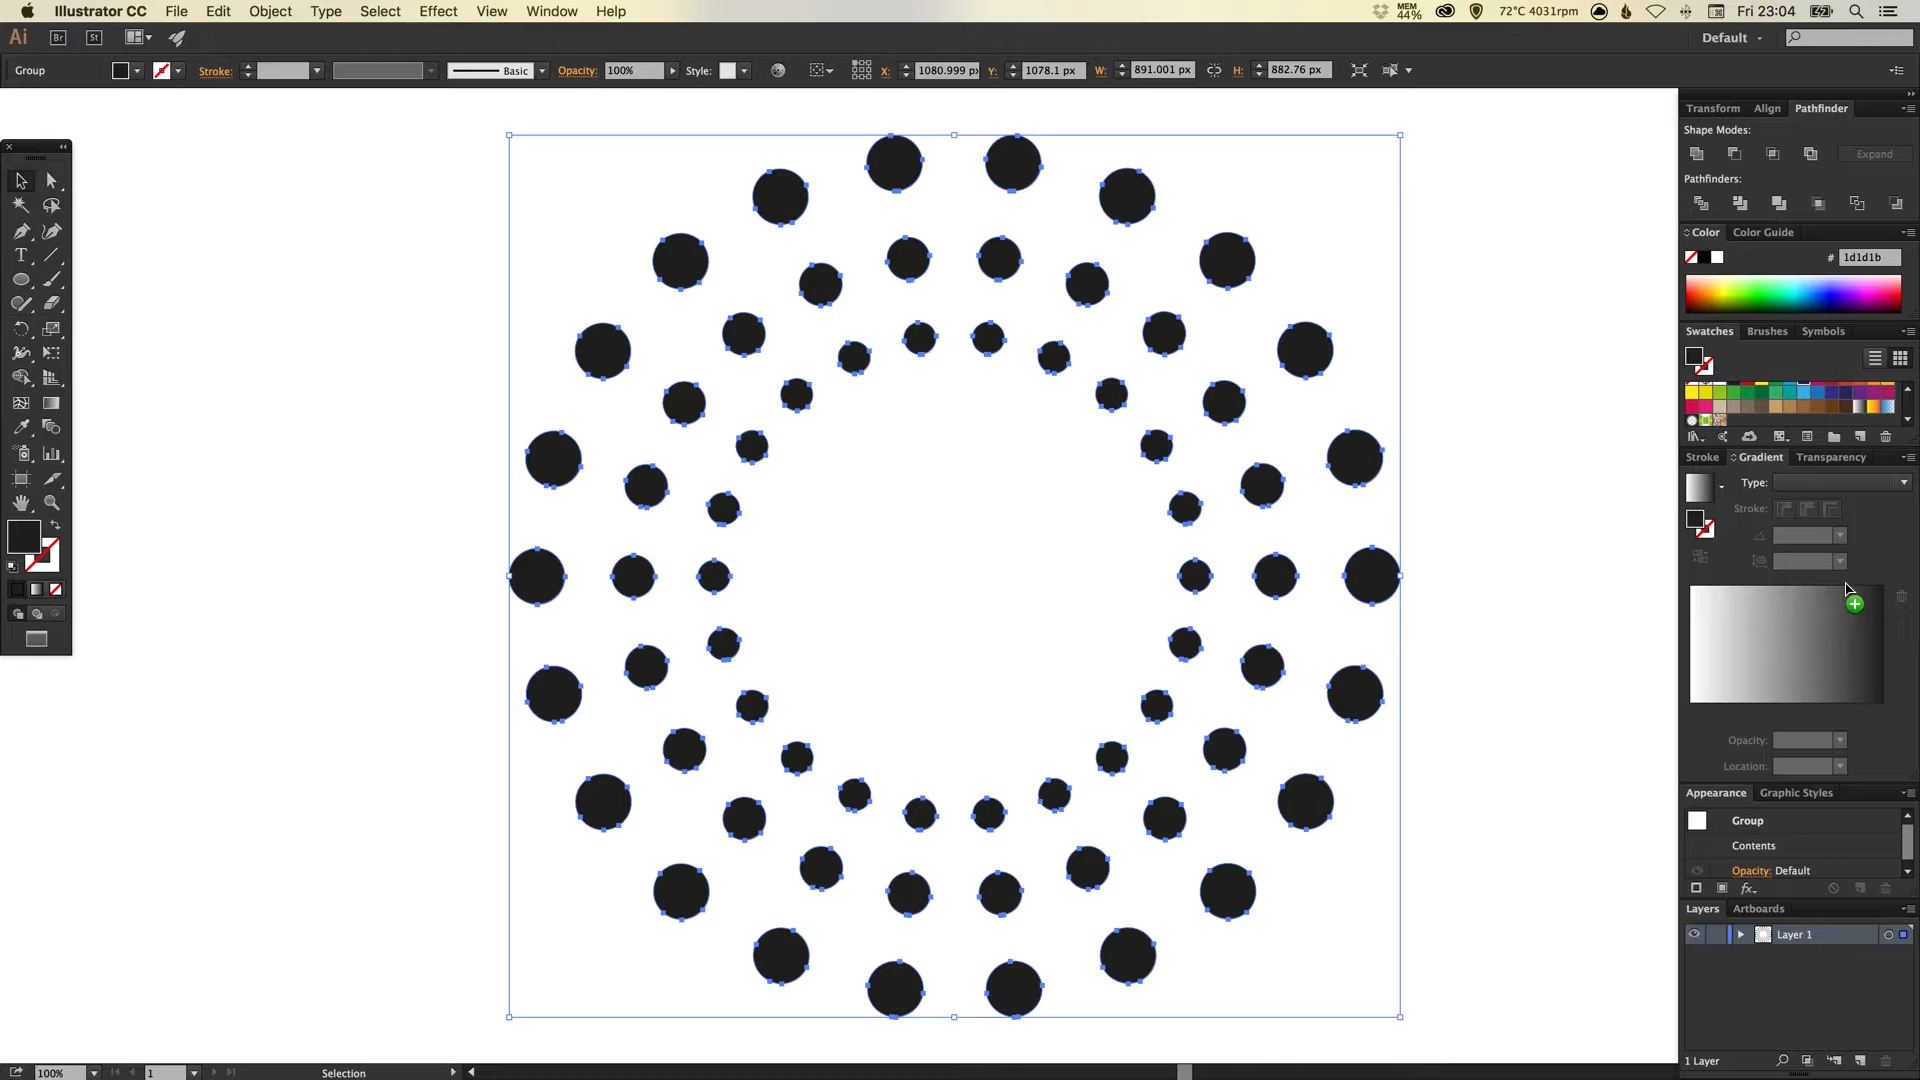 Illustrator CC File Edit Object Type Select Effect View Window Help MEM 44% 72°C 4031rpm Fri 23:04
Ai Br St Default
Group Stroke: Basic Opacity: 100% Style: X: 1080.999 px Y: 1078.1 px W: 891.001 px H: 882.76 px
Transform Align Pathfinder
Shape Modes:
Expand
Pathfinders:
Color Color Guide
# 1d1d1b
Swatches Brushes Symbols
Stroke Gradient Transparency
Type:
Stroke:
Opacity:
Location:
Appearance Graphic Styles
Group
Contents
Opacity: Default
fx
Layers Artboards
Layer 1
1 Layer
100% 1 Selection